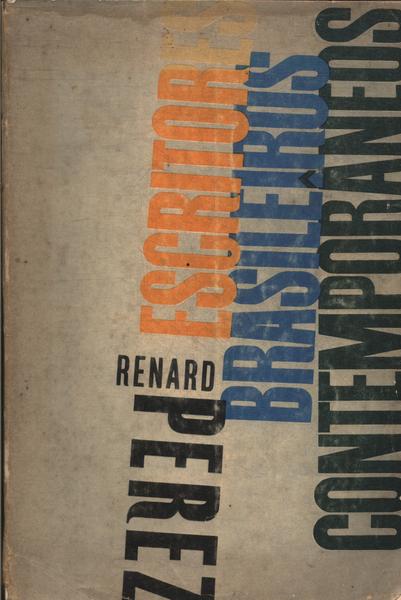 ESCRITORES
BRASILEIROS
CONTEMPORÂNEOS
RENARD
PEREZ